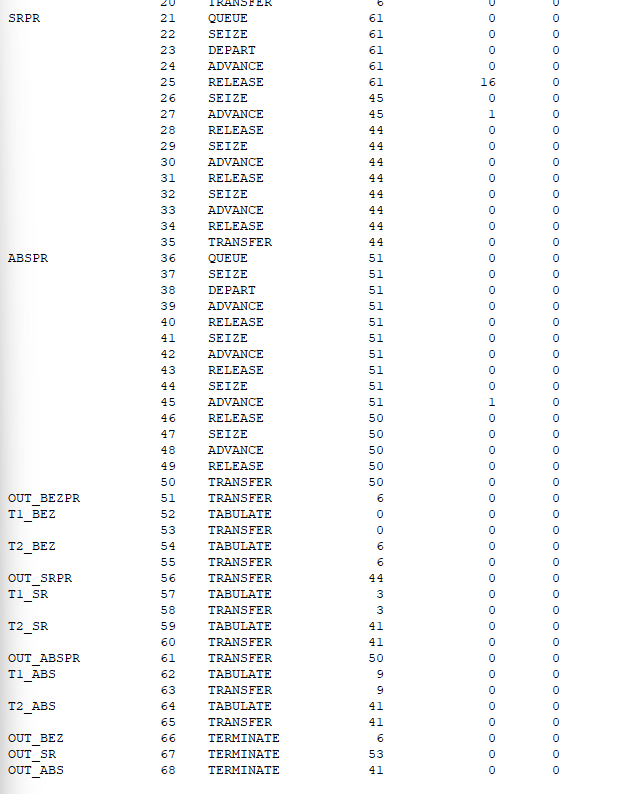 20 TRANSFER 6 0 0
SRPR 21 QUEUE 61 0 0
22 SEIZE 61 0 0
23 DEPART 61 0 0
24 ADVANCE 61 0 0
25 RELEASE 61 16 0
26 SEIZE 45 0 0
27 ADVANCE 45 1 0
28 RELEASE 44 0 0
29 SEIZE 44 0 0
30 ADVANCE 44 0 0
31 RELEASE 44 0 0
32 SEIZE 44 0 0
33 ADVANCE 44 0 0
34 RELEASE 44 0 0
35 TRANSFER 44 0 0
ABSPR 36 QUEUE 51 0 0
37 SEIZE 51 0 0
38 DEPART 51 0 0
39 ADVANCE 51 0 0
40 RELEASE 51 0 0
41 SEIZE 51 0 0
42 ADVANCE 51 0 0
43 RELEASE 51 0 0
44 SEIZE 51 0 0
45 ADVANCE 51 1 0
46 RELEASE 50 0 0
47 SEIZE 50 0 0
48 ADVANCE 50 0 0
49 RELEASE 50 0 0
50 TRANSFER 50 0 0
OUT_BEZPR 51 TRANSFER 6 0 0
T1_BEZ 52 TABULATE 0 0 0
53 TRANSFER 0 0 0
T2_BEZ 54 TABULATE 6 0 0
55 TRANSFER 6 0 0
OUT_SRPR 56 TRANSFER 44 0 0
T1_SR 57 TABULATE 3 0 0
58 TRANSFER 3 0 0
T2_SR 59 TABULATE 41 0 0
60 TRANSFER 41 0 0
OUT_ABSPR 61 TRANSFER 50 0 0
T1_ABS 62 TABULATE 9 0 0
63 TRANSFER 9 0 0
T2_ABS 64 TABULATE 41 0 0
65 TRANSFER 41 0 0
OUT_BEZ 66 TERMINATE 6 0 0
OUT_SR 67 TERMINATE 53 0 0
OUT_ABS 68 TERMINATE 41 0 0